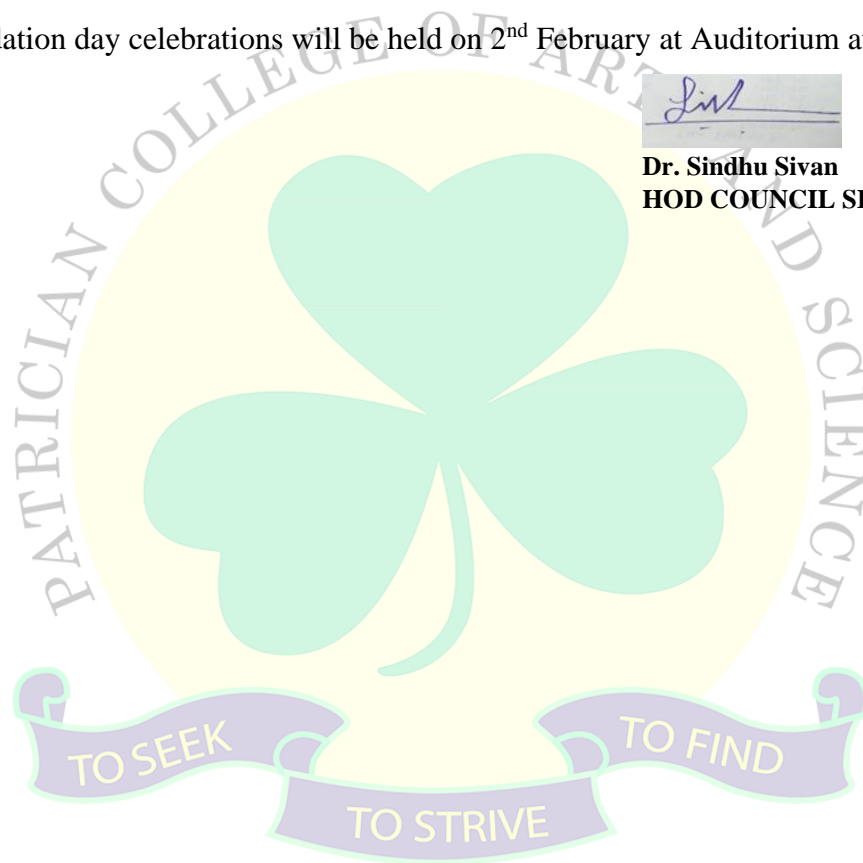 dation day celebrations will be held on 2nd February at Auditorium a
Dr. Sindhu Sivan
HOD COUNCIL S
PATRICIAN COLLEGE OF ARTS AND SCIENCE
TO SEEK
TO STRIVE
TO FIND